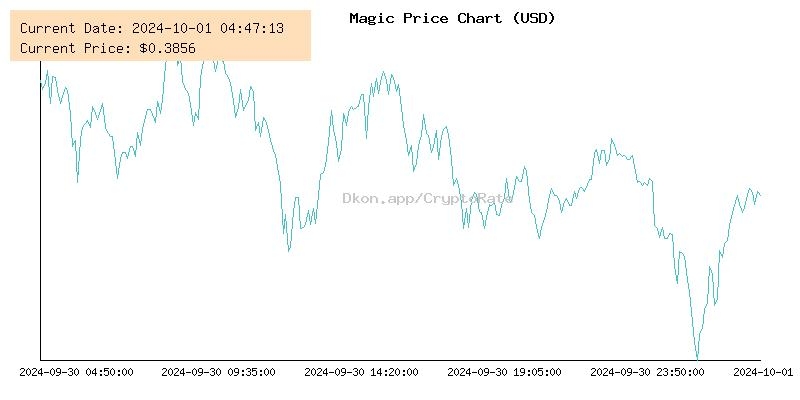 Magic Price Chart (USD)
Current Date: 2024-10-01 04:47:13
Current Price: $0.3856
Dkon.app/CryptoRate
2024-09-30 04:50:00 2024-09-30 09:35:00 2024-09-30 14:20:00 2024-09-30 19:05:00 2024-09-30 23:50:00 2024-10-01